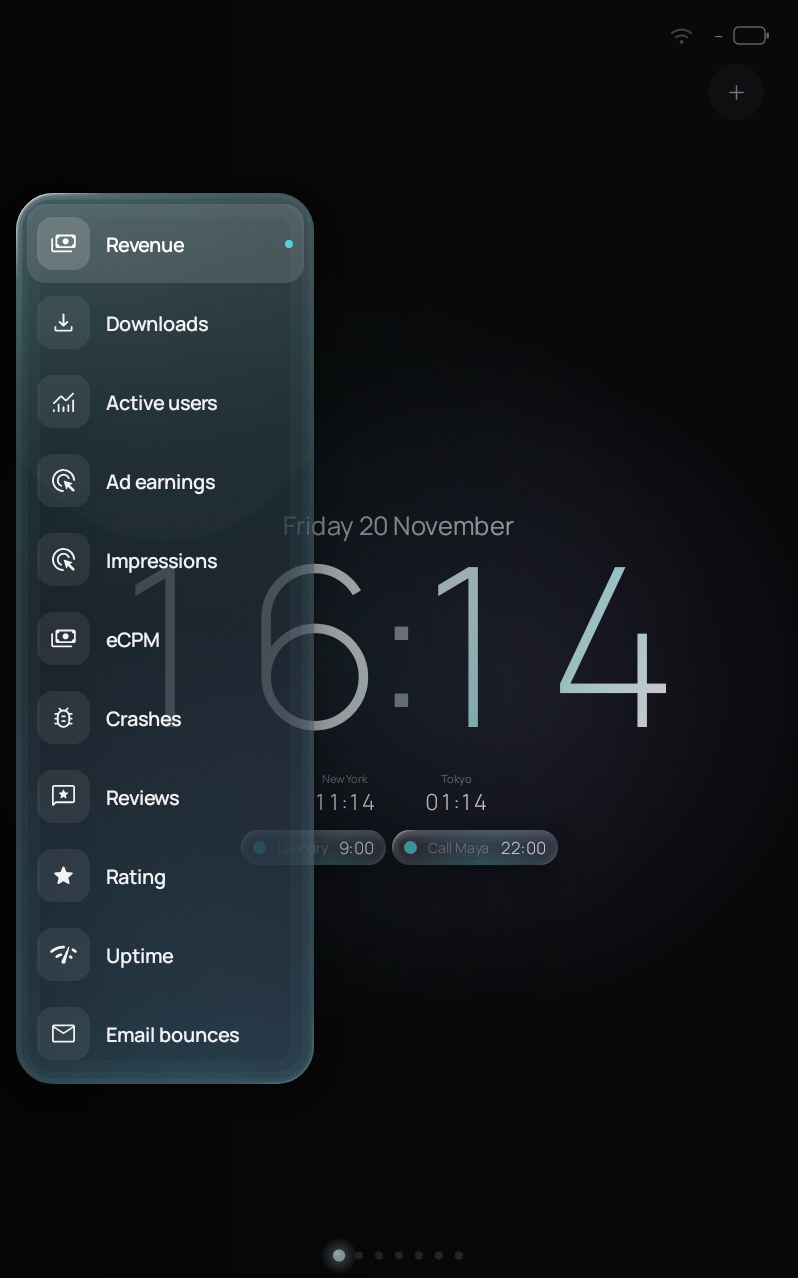 –
+
Revenue
Downloads
Active users
Ad earnings
Friday 20 November
Impressions
16:14
eCPM
Crashes
New York Tokyo
Reviews
11:14 01:14
Laundry 9:00 Call Maya 22:00
Rating
Uptime
Email bounces